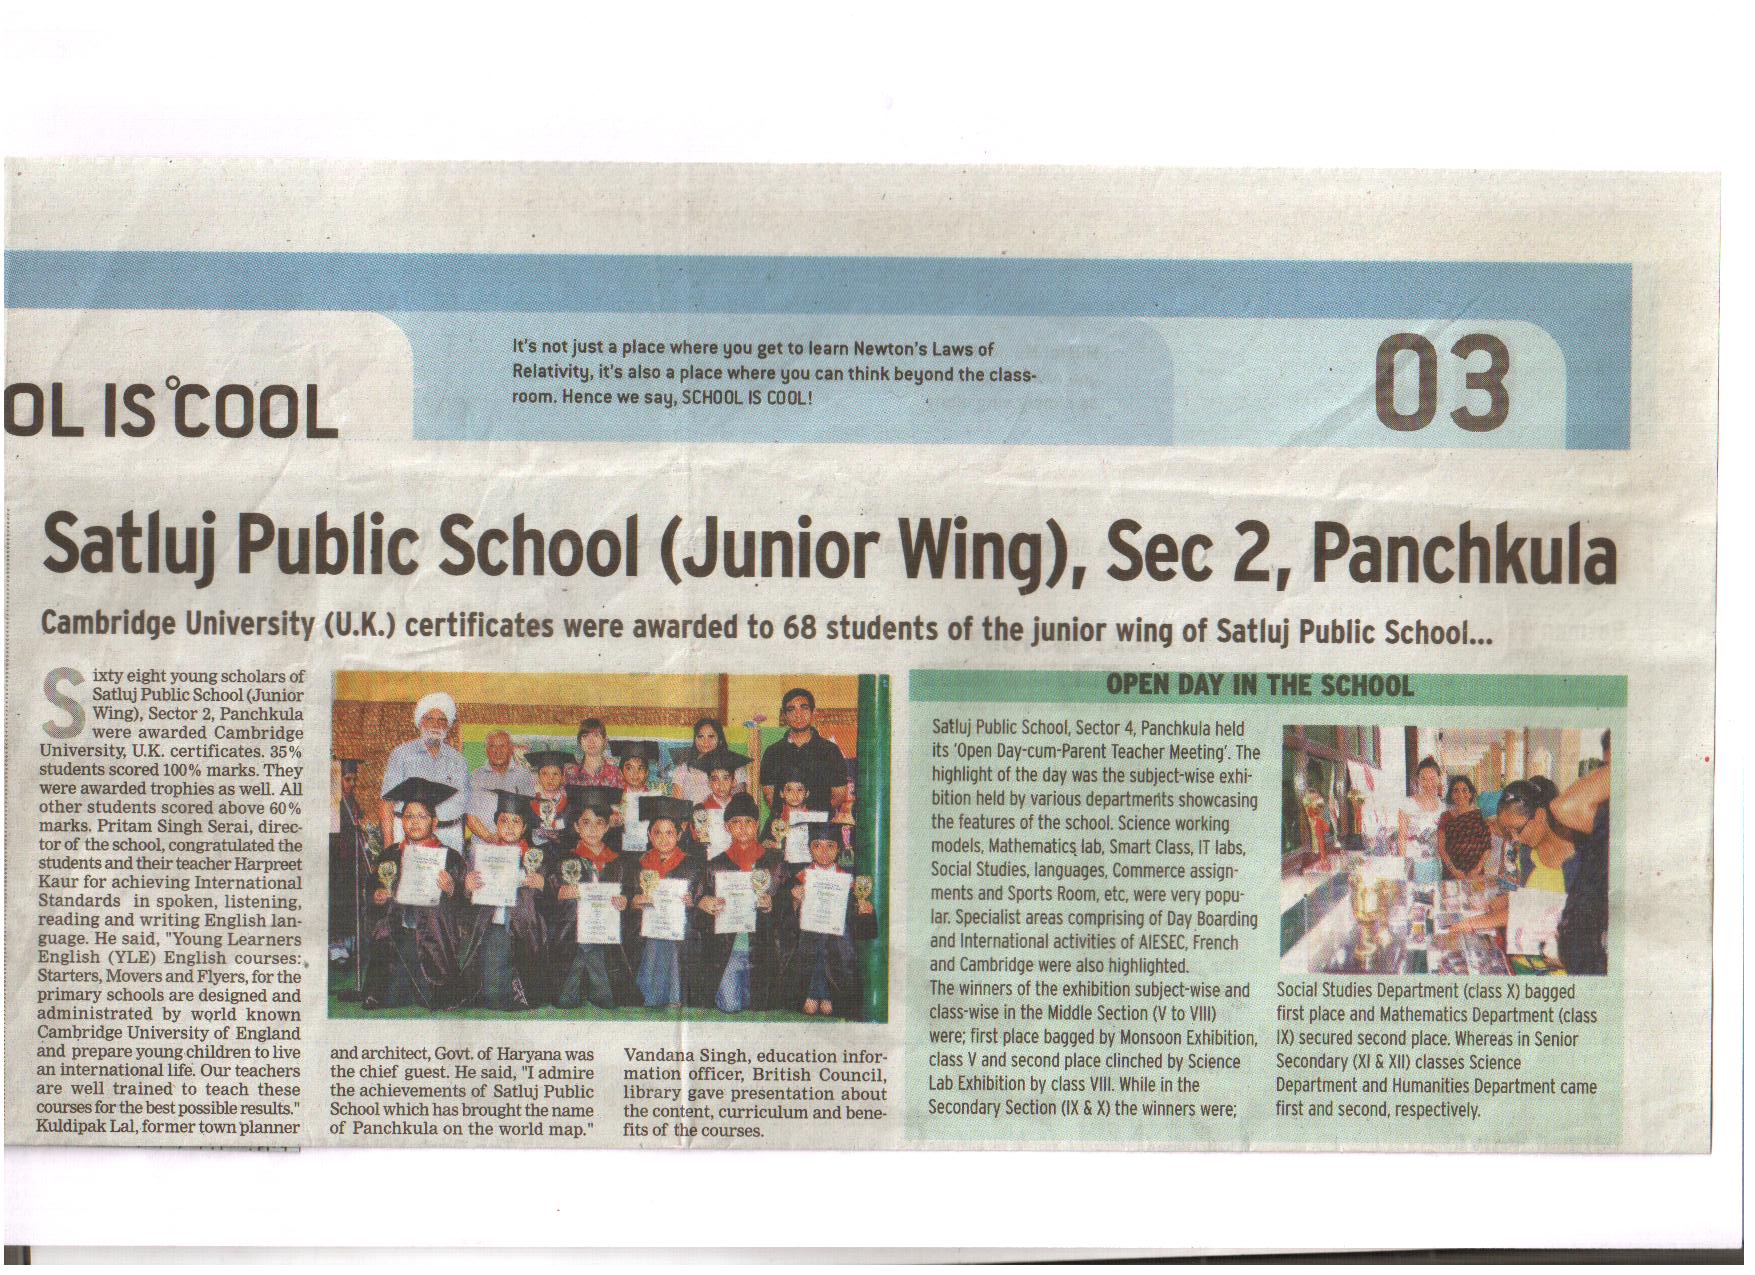 OL IS COOL
It's not just a place where you get to learn Newton's Laws of
Relativity, it's also a place where you can think beyond the class-
room. Hence we say, SCHOOL IS COOL!
03
Satluj Public School (Junior Wing), Sec 2, Panchkula
Cambridge University (U.K.) certificates were awarded to 68 students of the junior wing of Satluj Public School...
Sixty eight young scholars of
Satluj Public School (Junior
Wing), Sector 2, Panchkula
were awarded Cambridge
University, U.K. certificates. 35%
students scored 100% marks. They
were awarded trophies as well. All
other students scored above 60%
marks. Pritam Singh Serai, direc-
tor of the school, congratulated the
students and their teacher Harpreet
Kaur for achieving International
Standards in spoken, listening,
reading and writing English lan-
guage. He said, "Young Learners
English (YLE) English courses:
Starters, Movers and Flyers, for the
primary schools are designed and
administrated by world known
Cambridge University of England
and prepare young children to live
an international life. Our teachers
are well trained to teach these
courses for the best possible results."
Kuldipak Lal, former town planner
and architect, Govt. of Haryana was
the chief guest. He said, "I admire
the achievements of Satluj Public
School which has brought the name
of Panchkula on the world map."
Vandana Singh, education infor-
mation officer, British Council,
library gave presentation about
the content, curriculum and bene-
fits of the courses.
OPEN DAY IN THE SCHOOL
Satluj Public School, Sector 4, Panchkula held
its 'Open Day-cum-Parent Teacher Meeting'. The
highlight of the day was the subject-wise exhi-
bition held by various departments showcasing
the features of the school. Science working
models, Mathematics lab, Smart Class, IT labs,
Social Studies, languages, Commerce assign-
ments and Sports Room, etc, were very popu-
lar. Specialist areas comprising of Day Boarding
and International activities of AIESEC, French
and Cambridge were also highlighted.
The winners of the exhibition subject-wise and
class-wise in the Middle Section (V to VIII)
were; first place bagged by Monsoon Exhibition,
class V and second place clinched by Science
Lab Exhibition by class VIII. While in the
Secondary Section (IX & X) the winners were;
Social Studies Department (class X) bagged
first place and Mathematics Department (class
IX) secured second place. Whereas in Senior
Secondary (XI & XII) classes Science
Department and Humanities Department came
first and second, respectively.